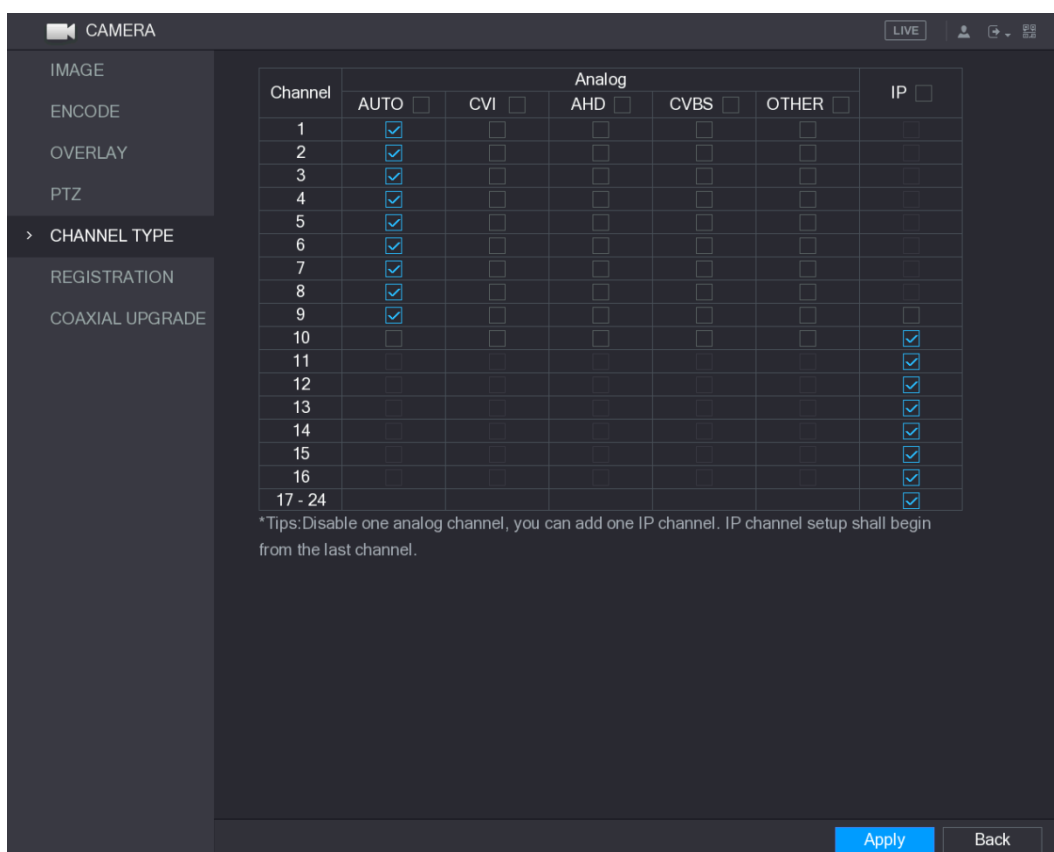 CAMERA
LIVE
IMAGE
ENCODE
OVERLAY
PTZ
CHANNEL TYPE
REGISTRATION
COAXIAL UPGRADE
Channel Analog IP
AUTO CVI AHD CVBS OTHER
1
2
3
4
5
6
7
8
9
10
11
12
13
14
15
16
17 - 24
*Tips:Disable one analog channel, you can add one IP channel. IP channel setup shall begin
from the last channel.
Apply Back